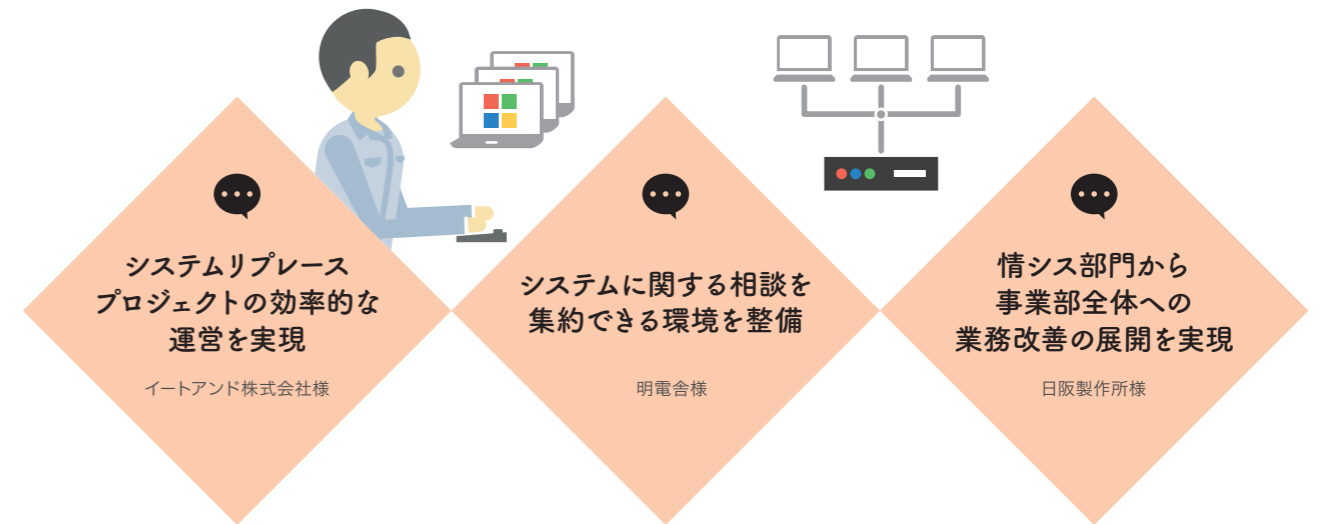 システムリプレース
プロジェクトの効率的な
運営を実現
イートアンド株式会社様
システムに関する相談を
集約できる環境を整備
明電舎様
情シス部門から
事業部全体への
業務改善の展開を実現
日阪製作所様